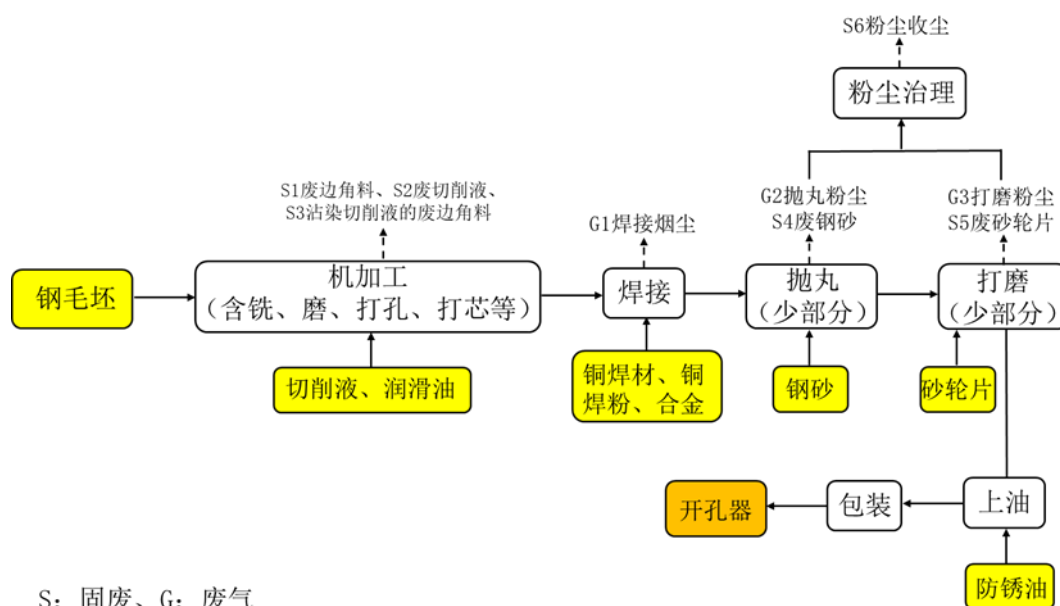 S6粉尘收尘
粉尘治理
S1废边角料、S2废切削液、
S3沾染切削液的废边角料
G1焊接烟尘
G2抛丸粉尘
S4废钢砂
G3打磨粉尘
S5废砂轮片
钢毛坯
机加工
（含铣、磨、打孔、打芯等）
焊接
抛丸
（少部分）
打磨
（少部分）
切削液、润滑油
铜焊材、铜
焊粉、合金
钢砂
砂轮片
开孔器
包装
上油
防锈油
S：固废、G：废气